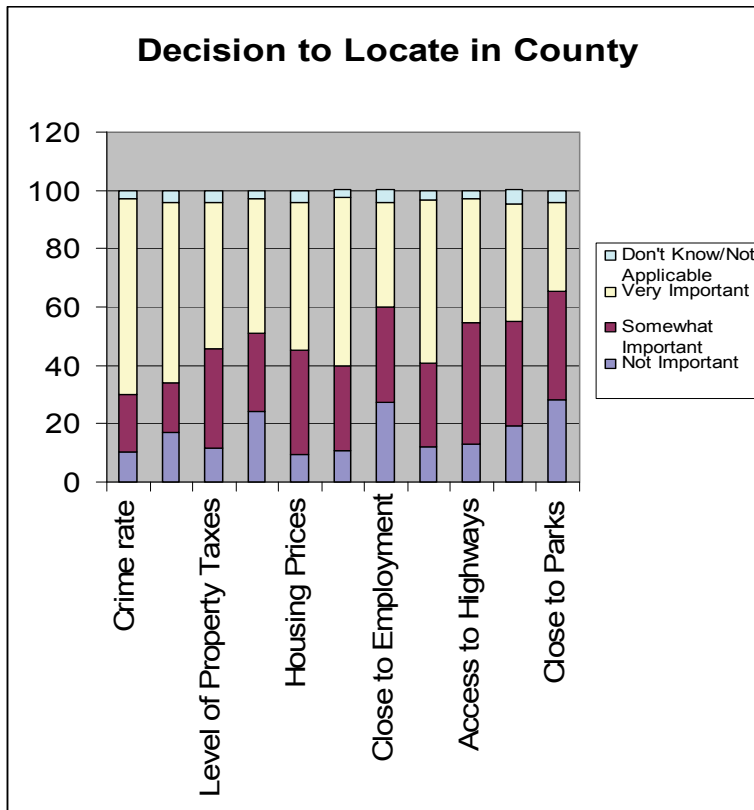 Decision to Locate in County
120
100
80
60
40
20
0
Crime rate
Level of Property Taxes
Housing Prices
Close to Employment
Access to Highways
Close to Parks
Don't Know/Not
Applicable
Very Important
Somewhat
Important
Not Important